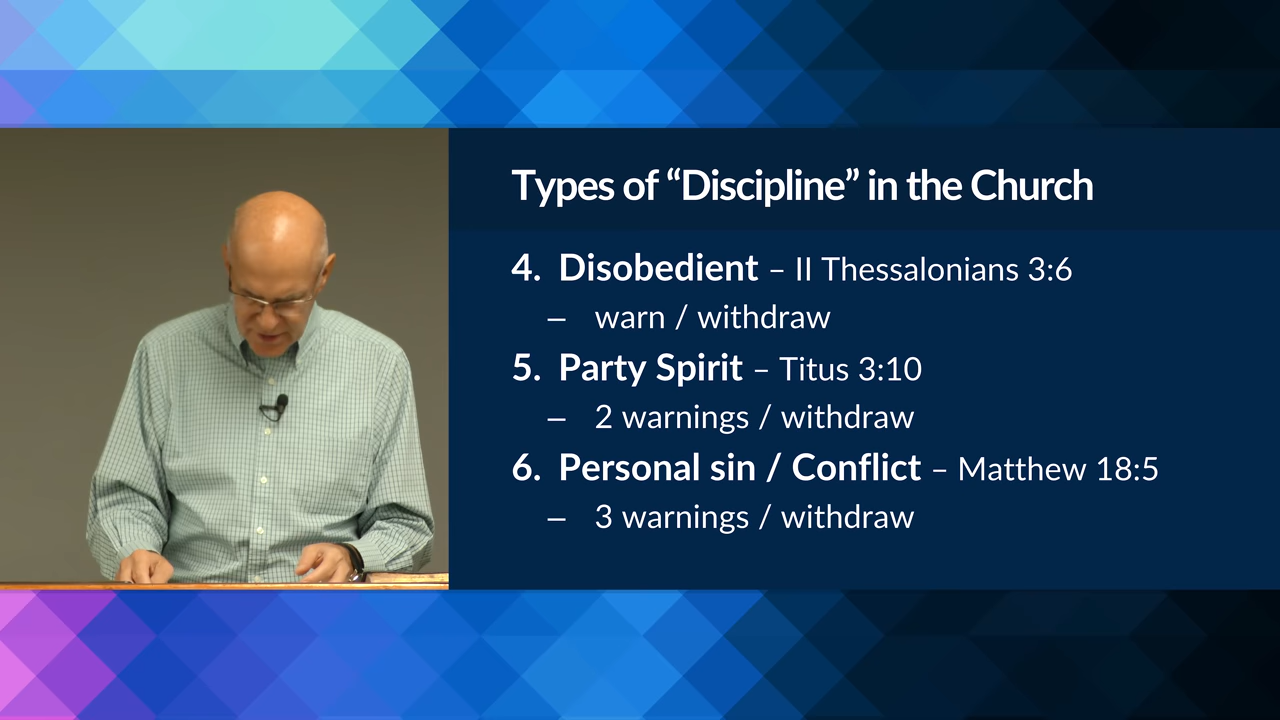 Types of “Discipline” in the Church
4. Disobedient – II Thessalonians 3:6
– warn / withdraw
5. Party Spirit – Titus 3:10
– 2 warnings / withdraw
6. Personal sin / Conflict – Matthew 18:5
– 3 warnings / withdraw